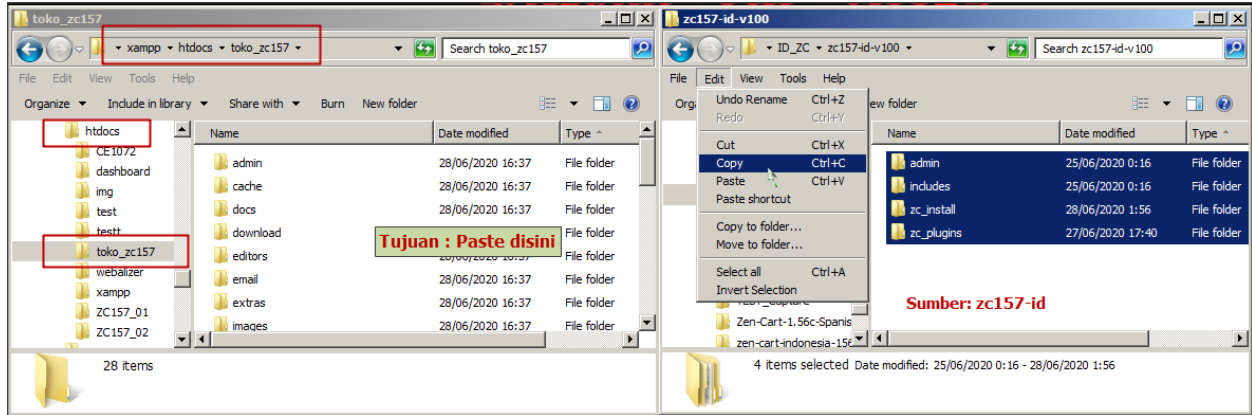 toko_zc157
xampp htdocs toko_zc157
Search toko_zc157
File Edit View Tools Help
Organize Include in library Share with Burn New folder
htdocs
CE1072
dashboard
img
test
testt
toko_zc157
webalizer
xampp
ZC157_01
ZC157_02
Name Date modified Type
admin 28/06/2020 16:37 File folder
cache 28/06/2020 16:37 File folder
docs 28/06/2020 16:37 File folder
download File folder
editors 28/06/2020 16:37 File folder
email 28/06/2020 16:37 File folder
extras 28/06/2020 16:37 File folder
images 28/06/2020 16:37 File folder
Tujuan : Paste disini
28 items
zc157-id-v100
ID_ZC zc157-id-v100
Search zc157-id-v100
File Edit View Tools Help
Org ew folder
Undo Rename Ctrl+Z
Redo Ctrl+Y
Cut Ctrl+X
Copy Ctrl+C
Paste Ctrl+V
Paste shortcut
Copy to folder...
Move to folder...
Select all Ctrl+A
Invert Selection
Name Date modified Type
admin 25/06/2020 0:16 File folder
includes 25/06/2020 0:16 File folder
zc_install 28/06/2020 1:56 File folder
zc_plugins 27/06/2020 17:40 File folder
Sumber: zc157-id
TEST_Capture
Zen-Cart-1.56c-Spanis
zen-cart-indonesia-156
4 items selected Date modified: 25/06/2020 0:16 - 28/06/2020 1:56